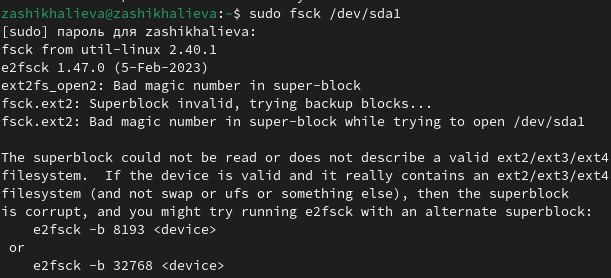 zashikhalieva@zashikhalieva:~$ sudo fsck /dev/sda1
[sudo] пароль для zashikhalieva:
fsck from util-linux 2.40.1
e2fsck 1.47.0 (5-Feb-2023)
ext2fs_open2: Bad magic number in super-block
fsck.ext2: Superblock invalid, trying backup blocks...
fsck.ext2: Bad magic number in super-block while trying to open /dev/sda1

The superblock could not be read or does not describe a valid ext2/ext3/ext4
filesystem.  If the device is valid and it really contains an ext2/ext3/ext4
filesystem (and not swap or ufs or something else), then the superblock
is corrupt, and you might try running e2fsck with an alternate superblock:
    e2fsck -b 8193 <device>
 or
    e2fsck -b 32768 <device>